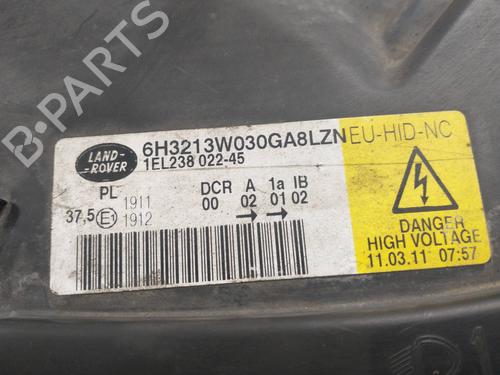 LAND-
ROVER
6H3213W030GA8LZN EU-HID-NC
1EL238 022-45
PL 1911
37,5 E1 1912
DCR A 1a IB
00 02 01 02
DANGER
HIGH VOLTAGE
11.03.11 07:57
B-PARTS